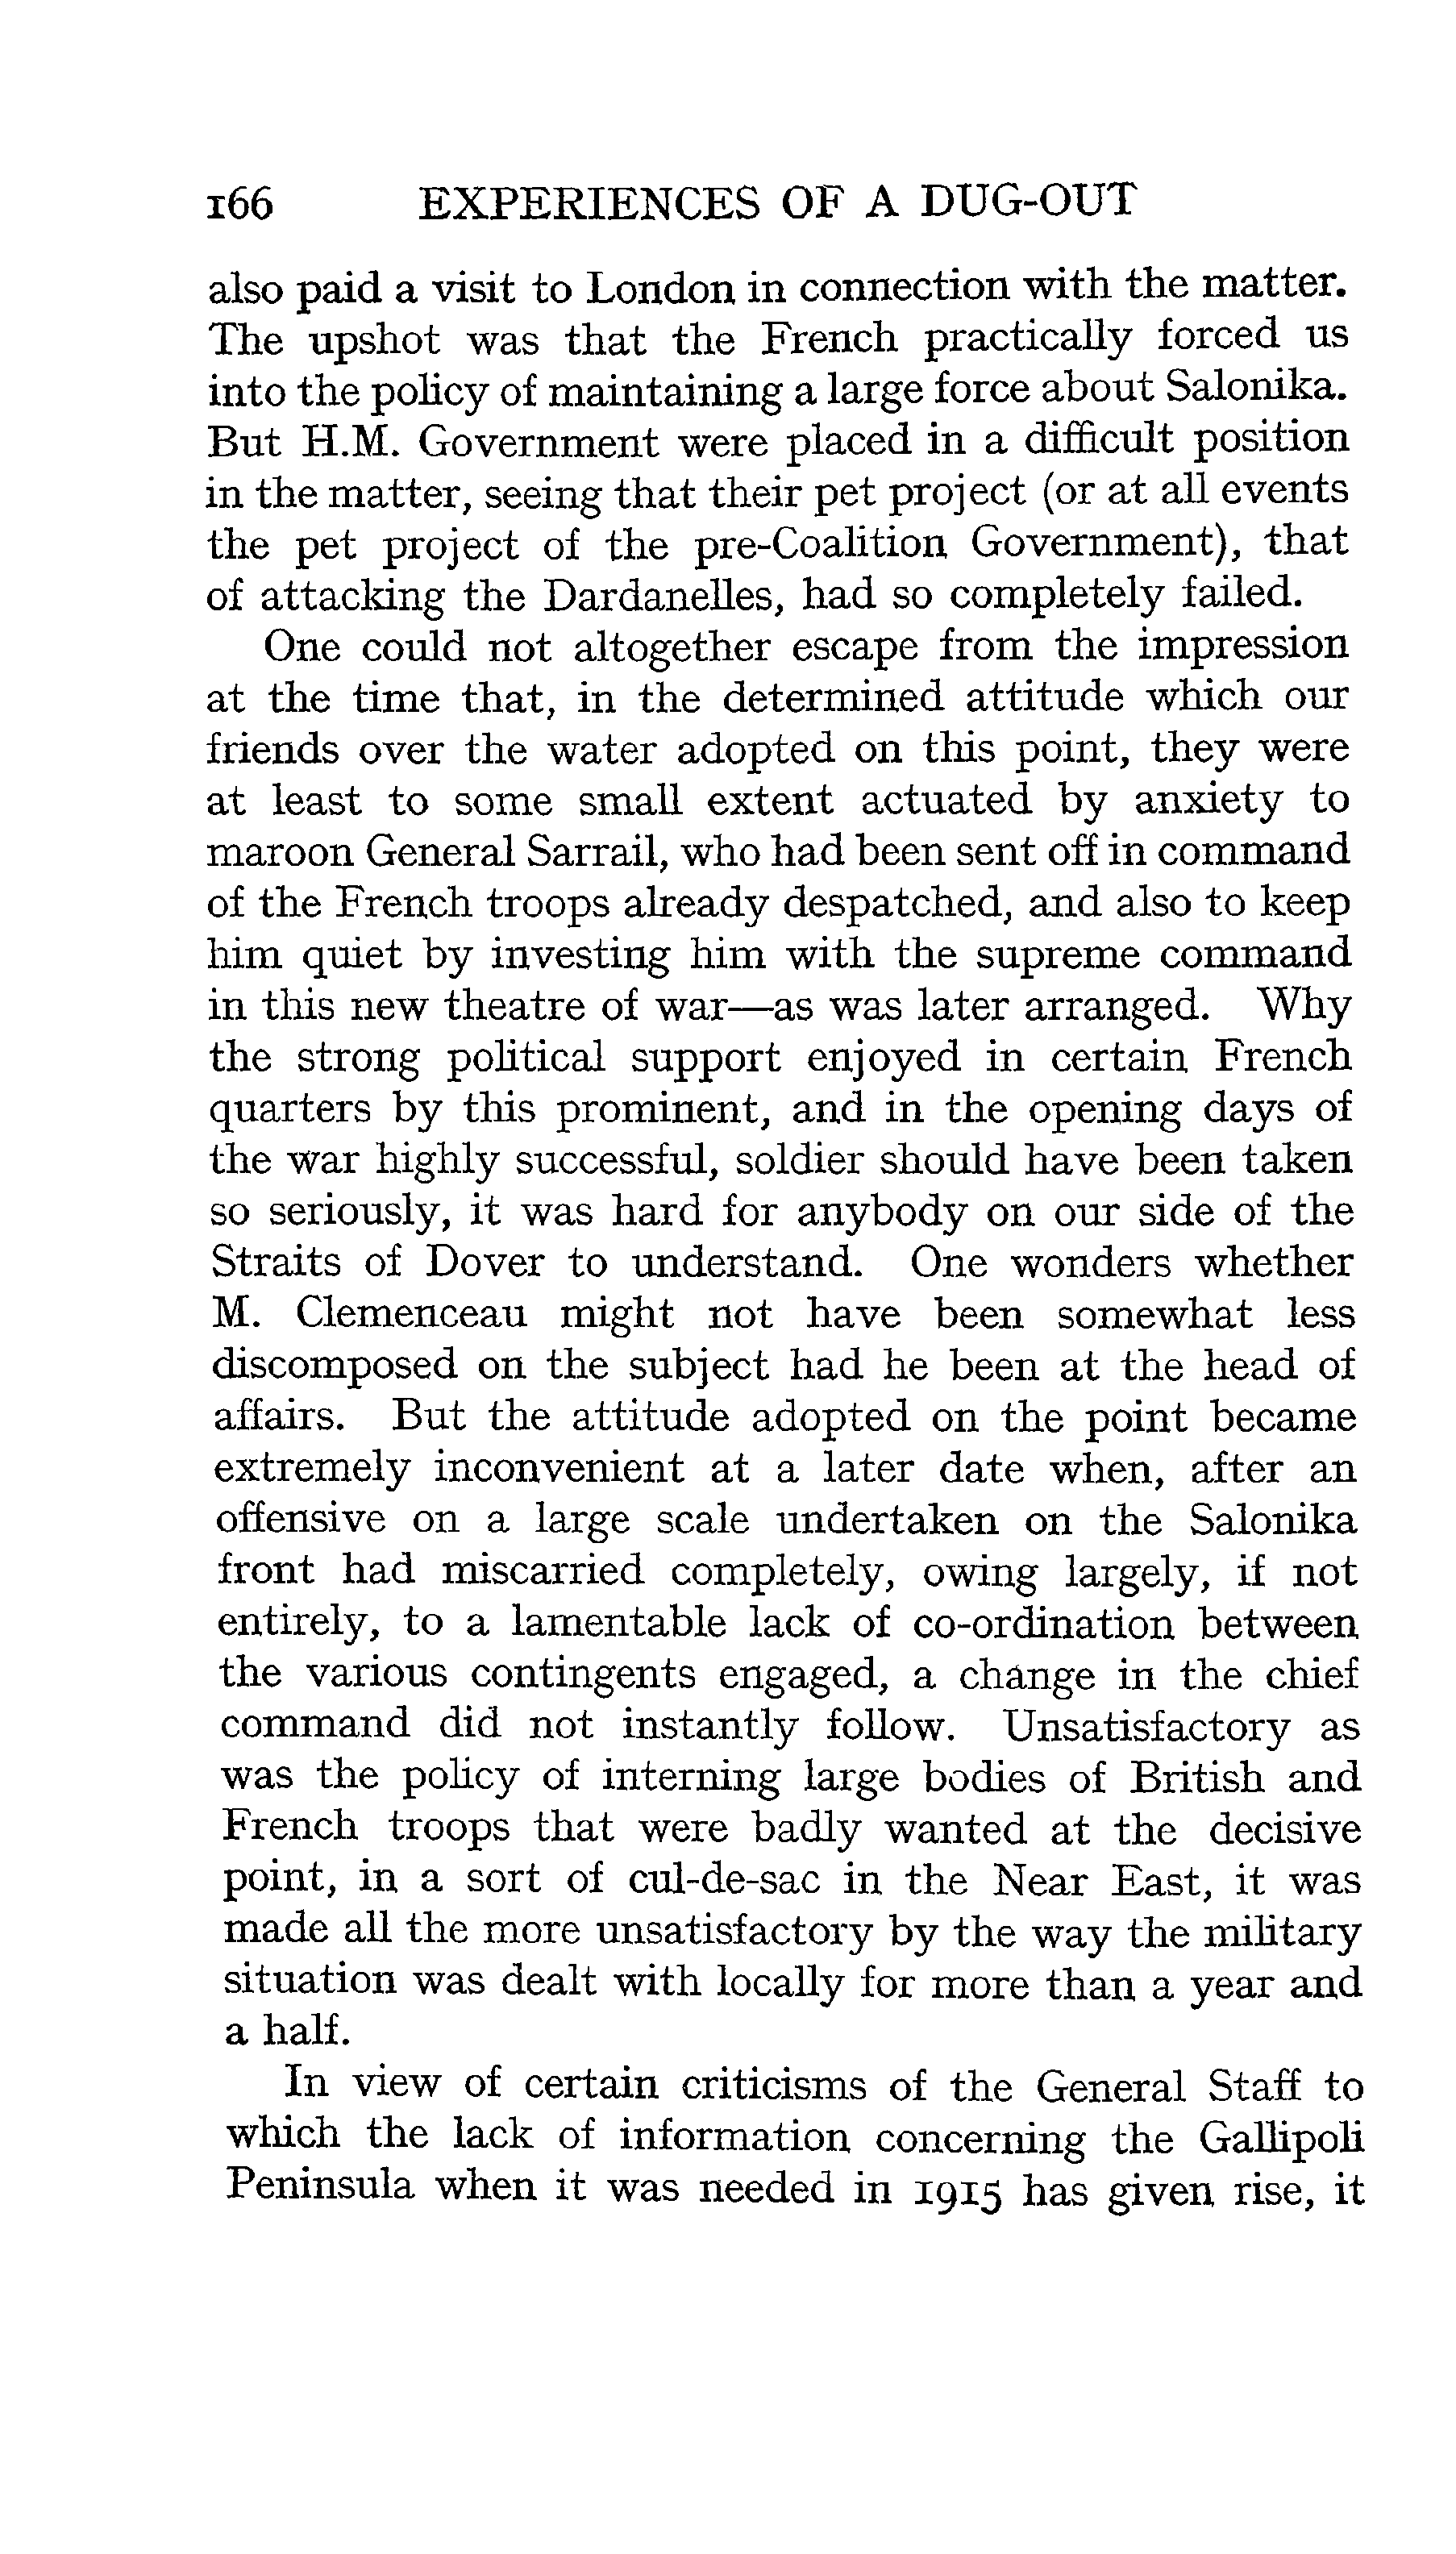 166 EXPERIENCES OF A DUG-OUT
also paid a visit to London in connection with the matter.
The upshot was that the French practically forced us
into the policy of maintaining a large force about Salonika.
But H.M. Government were placed in a difficult position
in the matter, seeing that their pet project (or at all events
the pet project of the pre-Coalition Government), that
of attacking the Dardanelles, had so completely failed.
One could not altogether escape from the impression
at the time that, in the determined attitude which our
friends over the water adopted on this point, they were
at least to some small extent actuated by anxiety to
maroon General Sarrail, who had been sent off in command
of the French troops already despatched, and also to keep
him quiet by investing him with the supreme command
in this new theatre of war—as was later arranged. Why
the strong political support enjoyed in certain French
quarters by this prominent, and in the opening days of
the war highly successful, soldier should have been taken
so seriously, it was hard for anybody on our side of the
Straits of Dover to understand. One wonders whether
M. Clemenceau might not have been somewhat less
discomposed on the subject had he been at the head of
affairs. But the attitude adopted on the point became
extremely inconvenient at a later date when, after an
offensive on a large scale undertaken on the Salonika
front had miscarried completely, owing largely, if not
entirely, to a lamentable lack of co-ordination between
the various contingents engaged, a change in the chief
command did not instantly follow. Unsatisfactory as
was the policy of interning large bodies of British and
French troops that were badly wanted at the decisive
point, in a sort of cul-de-sac in the Near East, it was
made all the more unsatisfactory by the way the military
situation was dealt with locally for more than a year and
a half.
In view of certain criticisms of the General Staff to
which the lack of information concerning the Gallipoli
Peninsula when it was needed in 1915 has given rise, it